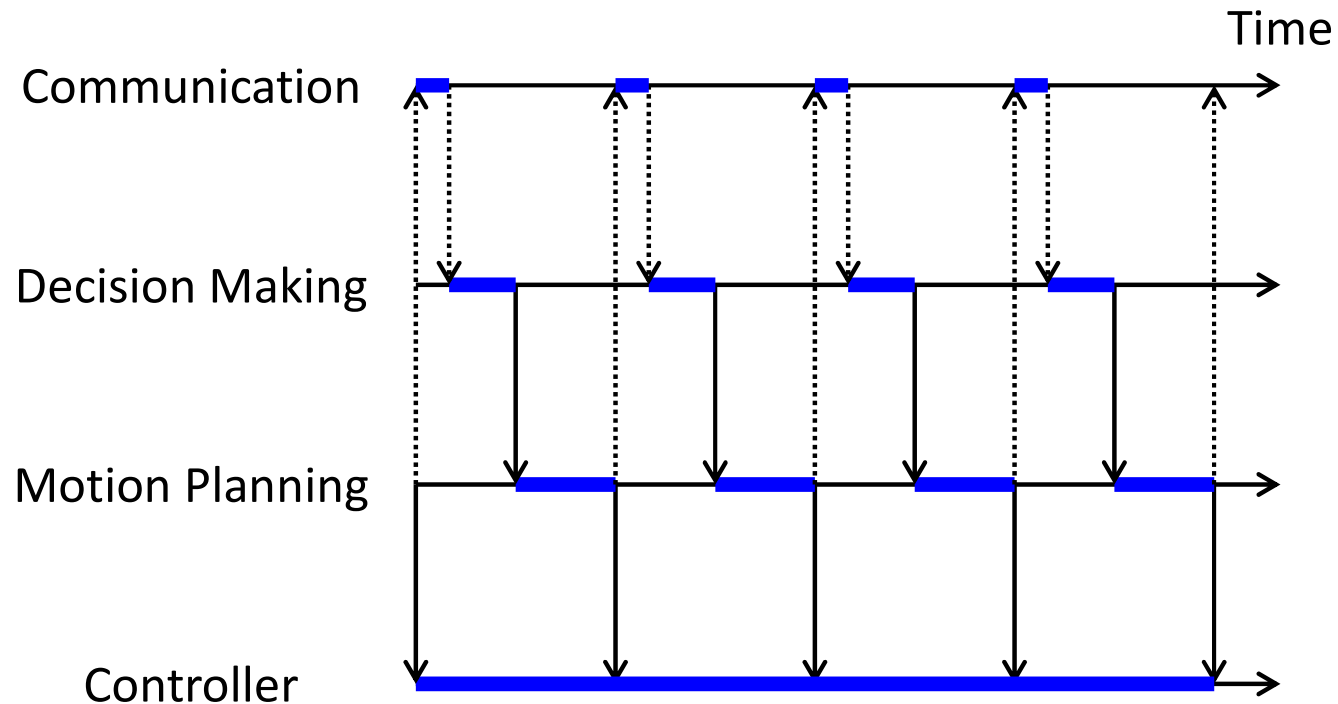 Time
Communication
Decision Making
Motion Planning
Controller